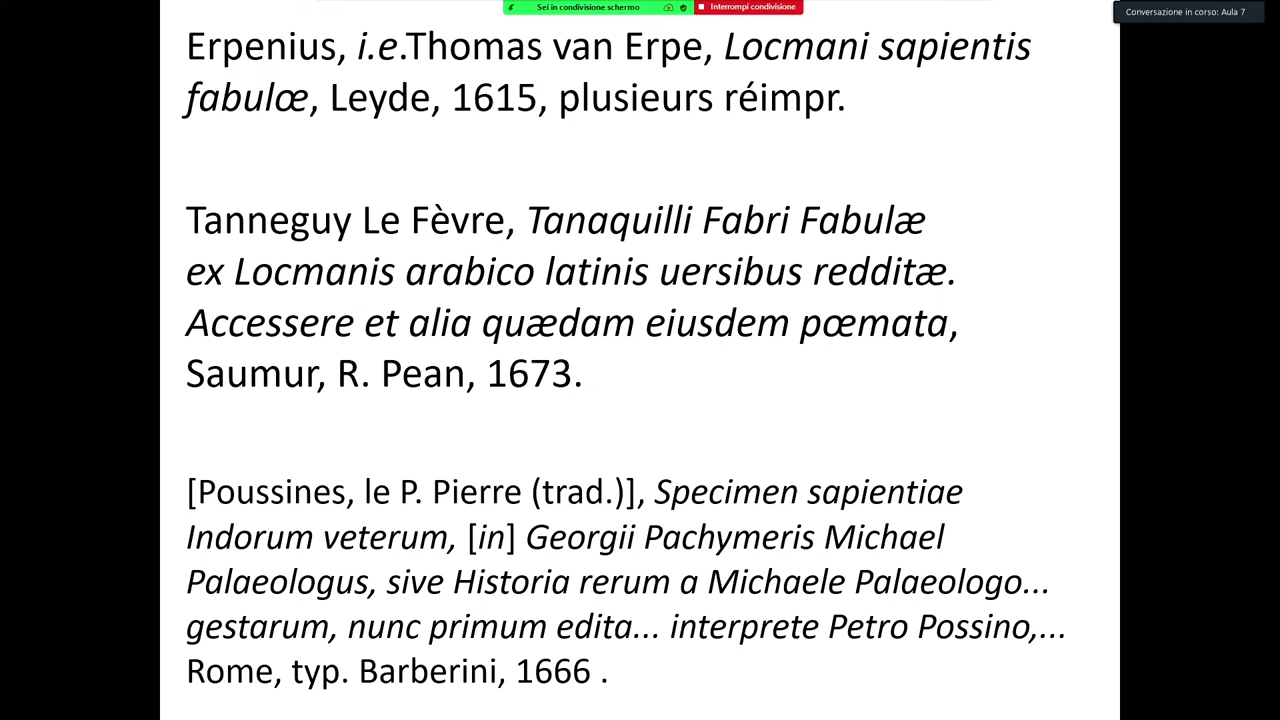 Sei in condivisione schermo
Interrompi condivisione
Conversazione in corso: Aula 7
Erpenius, i.e.Thomas van Erpe, Locmani sapientis
fabulœ, Leyde, 1615, plusieurs réimpr.
Tanneguy Le Fèvre, Tanaquilli Fabri Fabulæ
ex Locmanis arabico latinis uersibus redditæ.
Accessere et alia quædam eiusdem pœmata,
Saumur, R. Pean, 1673.
[Poussines, le P. Pierre (trad.)], Specimen sapientiae
Indorum veterum, [in] Georgii Pachymeris Michael
Palaeologus, sive Historia rerum a Michaele Palaeologo...
gestarum, nunc primum edita... interprete Petro Possino,...
Rome, typ. Barberini, 1666 .